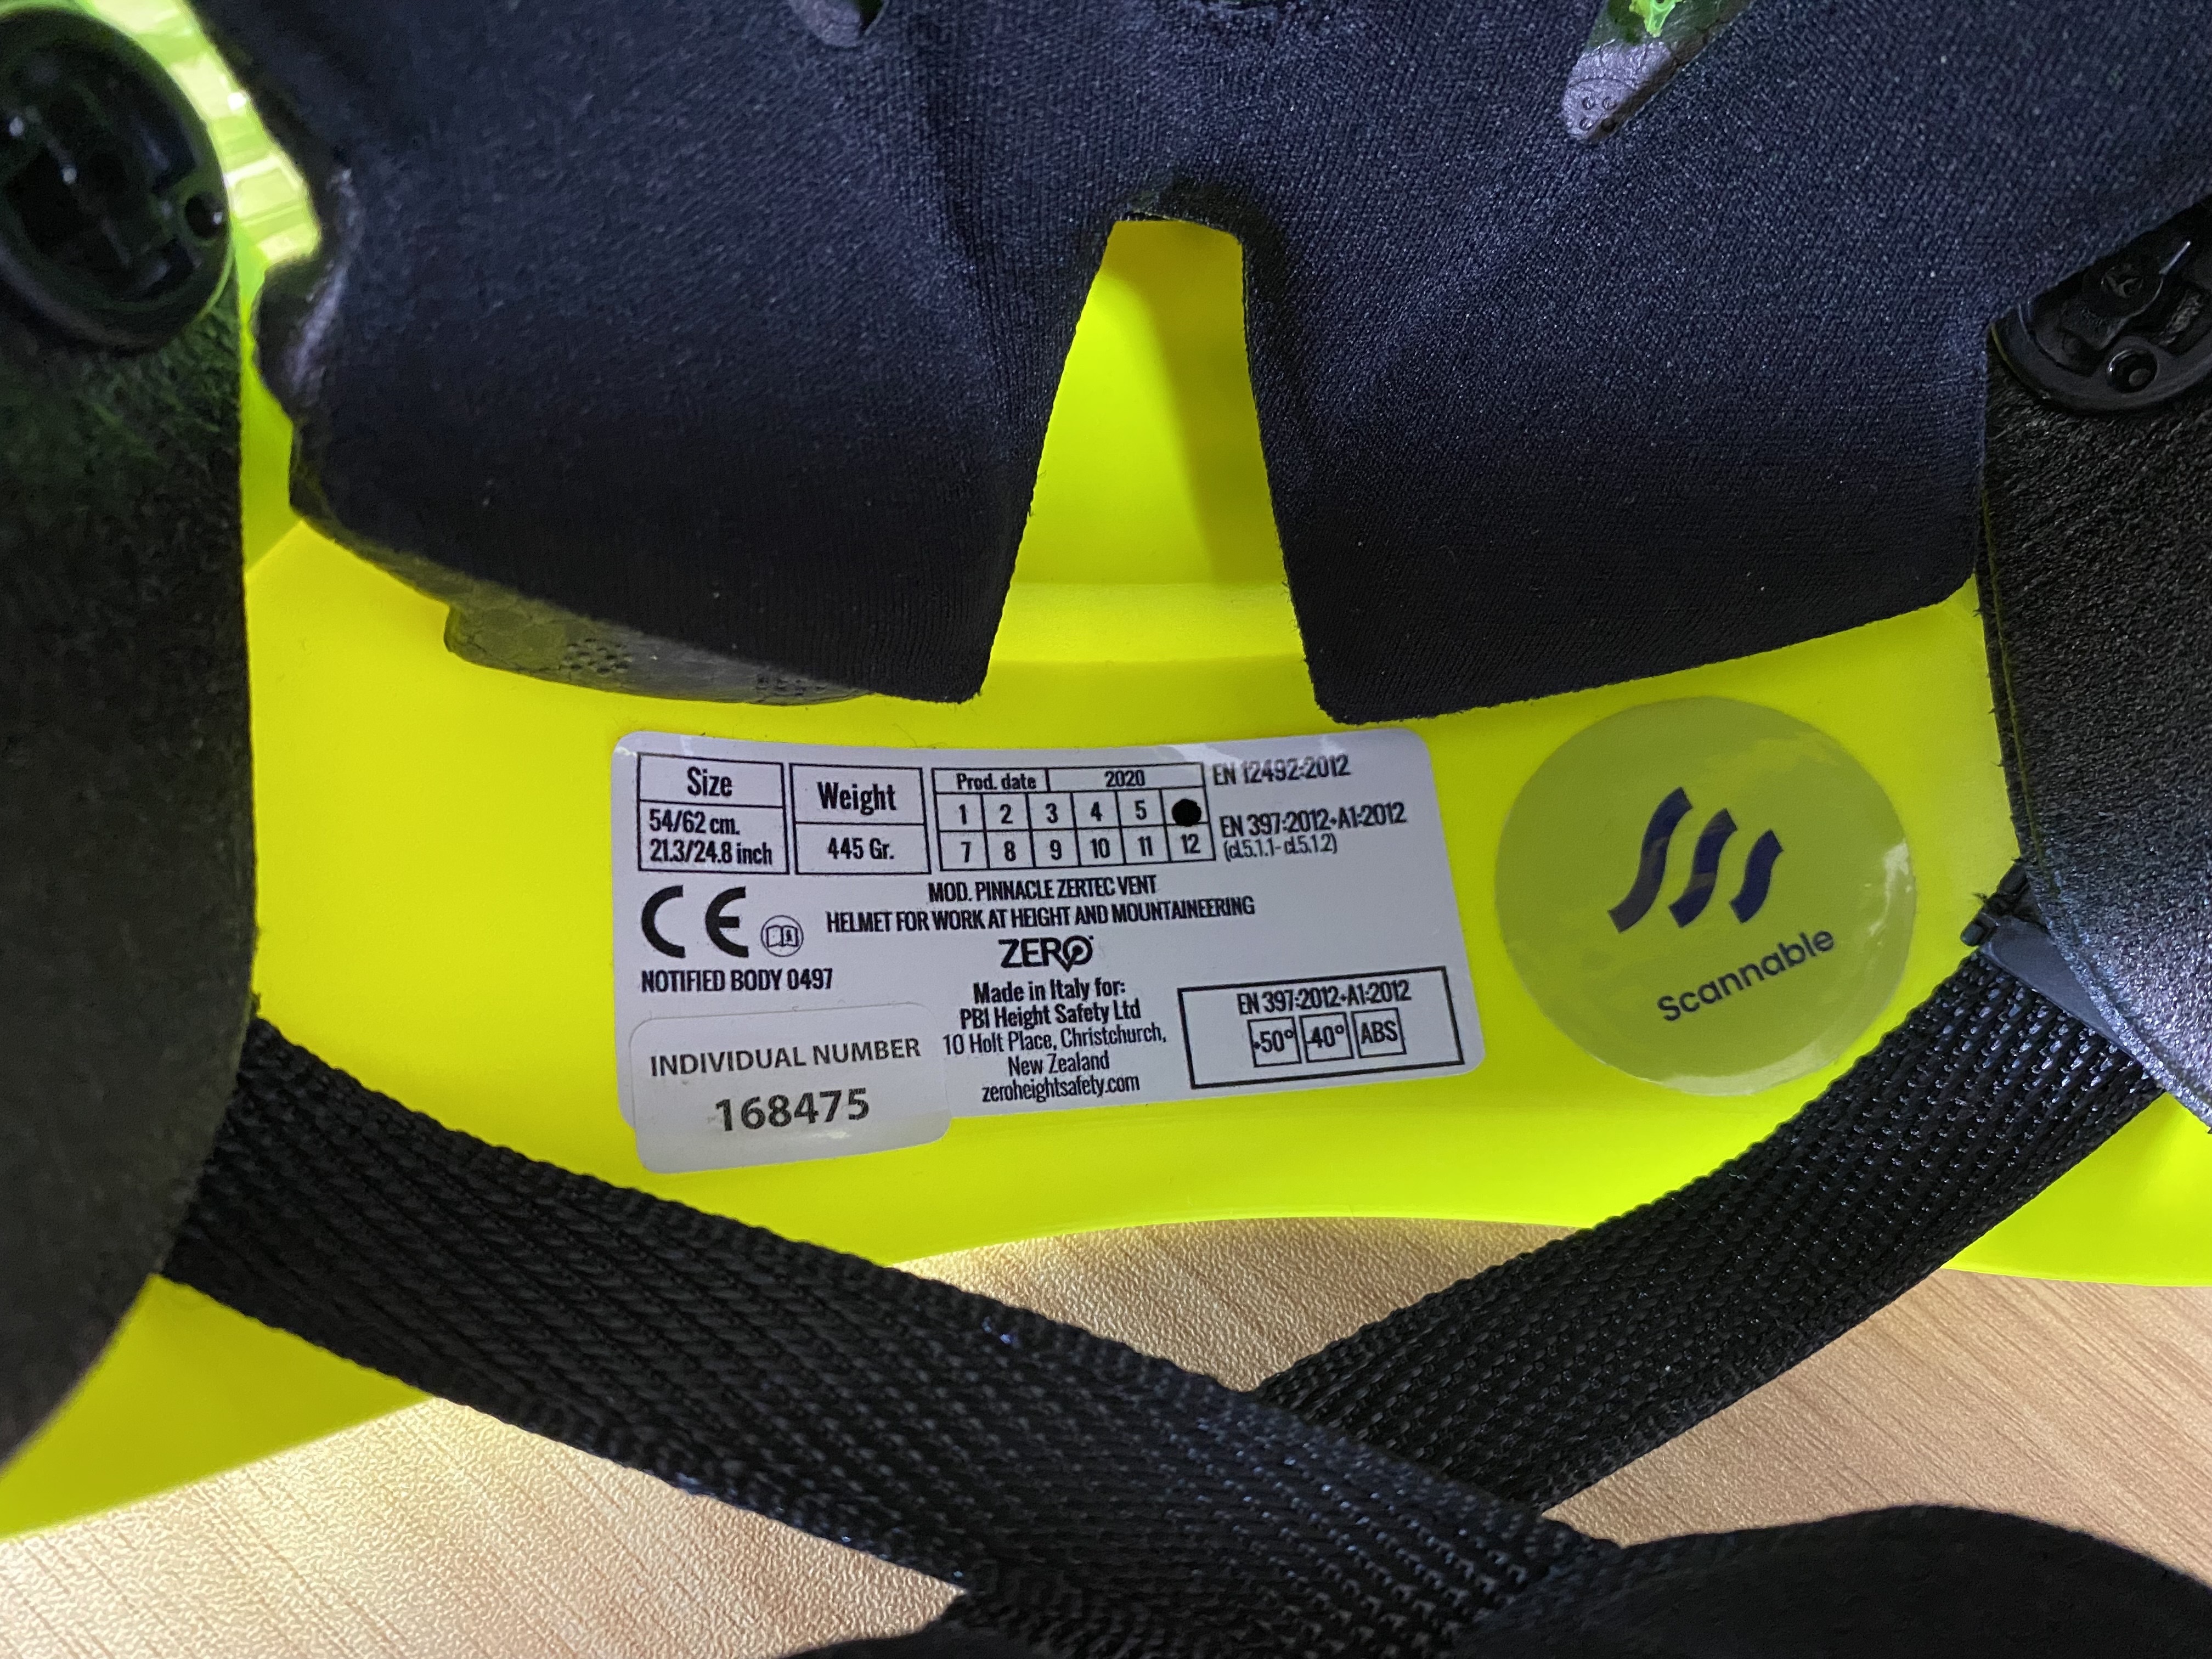 Size
54/62 cm.
21.3/24.8 inch
Weight
445 Gr.
Prod. date 2020
1 2 3 4 5
7 8 9 10 11 12
EN 12492:2012
EN 397:2012+A1:2012
(cl.5.1.1- cl.5.1.2)
MOD. PINNACLE ZERTEC VENT
HELMET FOR WORK AT HEIGHT AND MOUNTAINEERING
CE
NOTIFIED BODY 0497
ZERO
Made in Italy for:
PBI Height Safety Ltd
10 Holt Place, Christchurch,
New Zealand
zeroheightsafety.com
INDIVIDUAL NUMBER
168475
EN 397:2012+A1:2012
+50° -40° ABS
Scannable